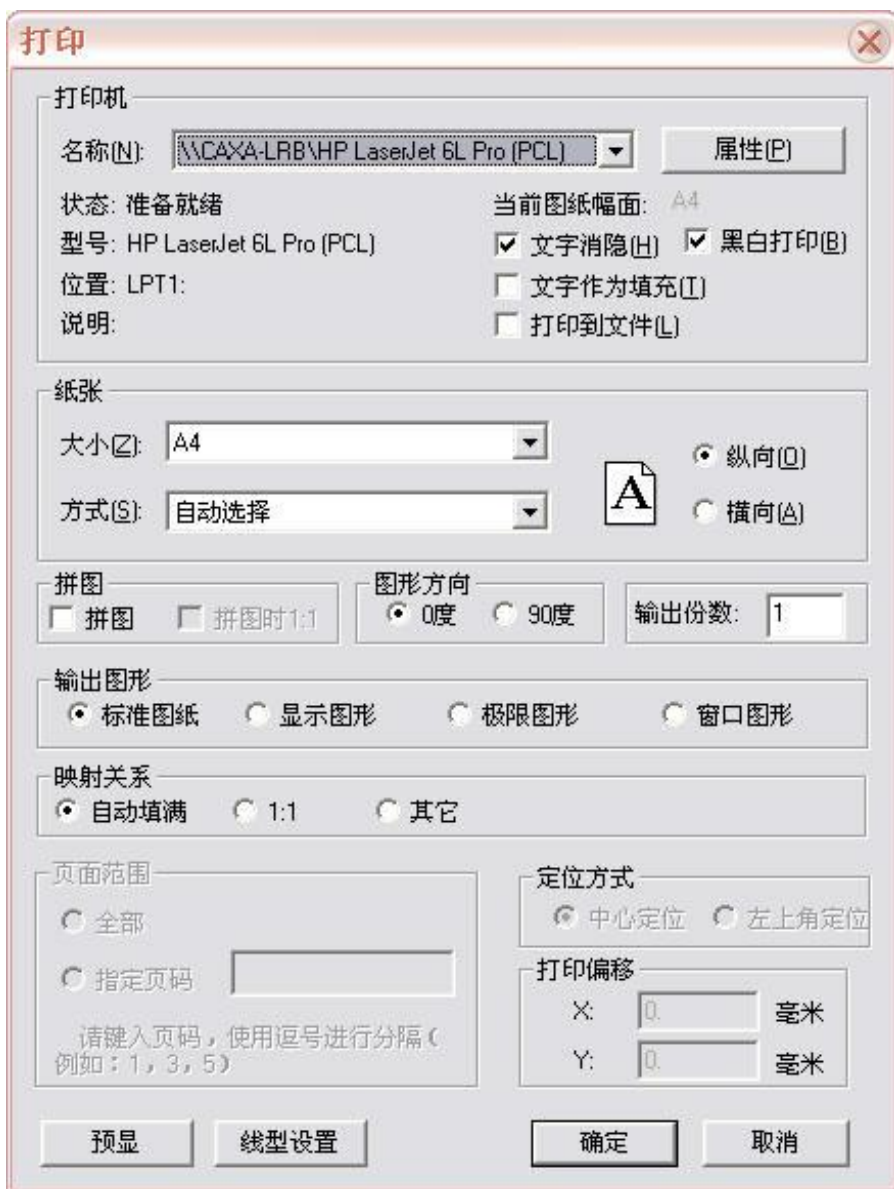 打印
打印机
名称(N): \\CAXA-LRB\HP LaserJet 6L Pro (PCL) 属性(P)
状态: 准备就绪 当前图纸幅面: A4
型号: HP LaserJet 6L Pro (PCL) 文字消隐(H) 黑白打印(B)
位置: LPT1: 文字作为填充(T)
说明: 打印到文件(L)
纸张
大小(Z): A4 纵向(O)
A
方式(S): 自动选择 横向(A)
拼图 图形方向
拼图 拼图时1:1 0度 90度 输出份数: 1
输出图形
标准图纸 显示图形 极限图形 窗口图形
映射关系
自动填满 1:1 其它
页面范围 定位方式
全部 中心定位 左上角定位
指定页码 打印偏移
X: 0. 毫米
请键入页码，使用逗号进行分隔(
例如：1，3，5) Y: 0. 毫米
预显 线型设置 确定 取消